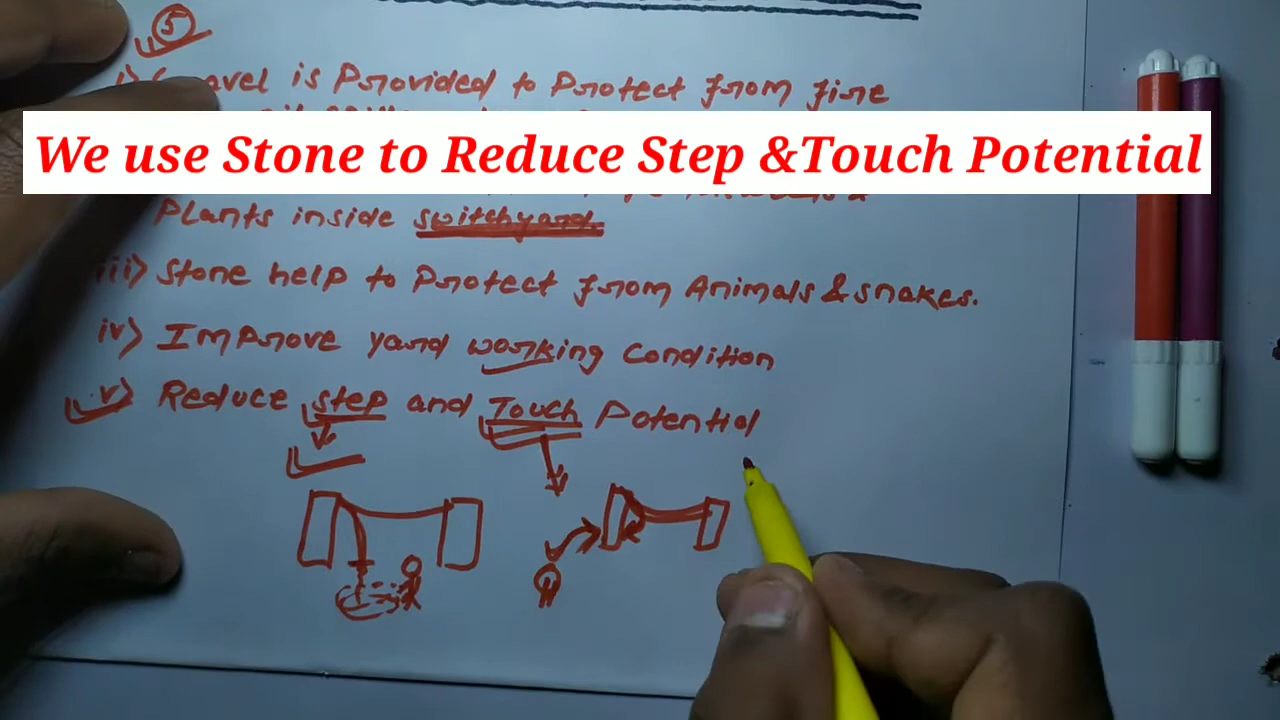 5
i) Gravel is Provided to Protect from fire
We use Stone to Reduce Step &Touch Potential
Plants inside switchyard.
iii) Stone help to Protect from Animals & snakes.
iv) Improve yard working Condition
v) Reduce step and Touch Potential